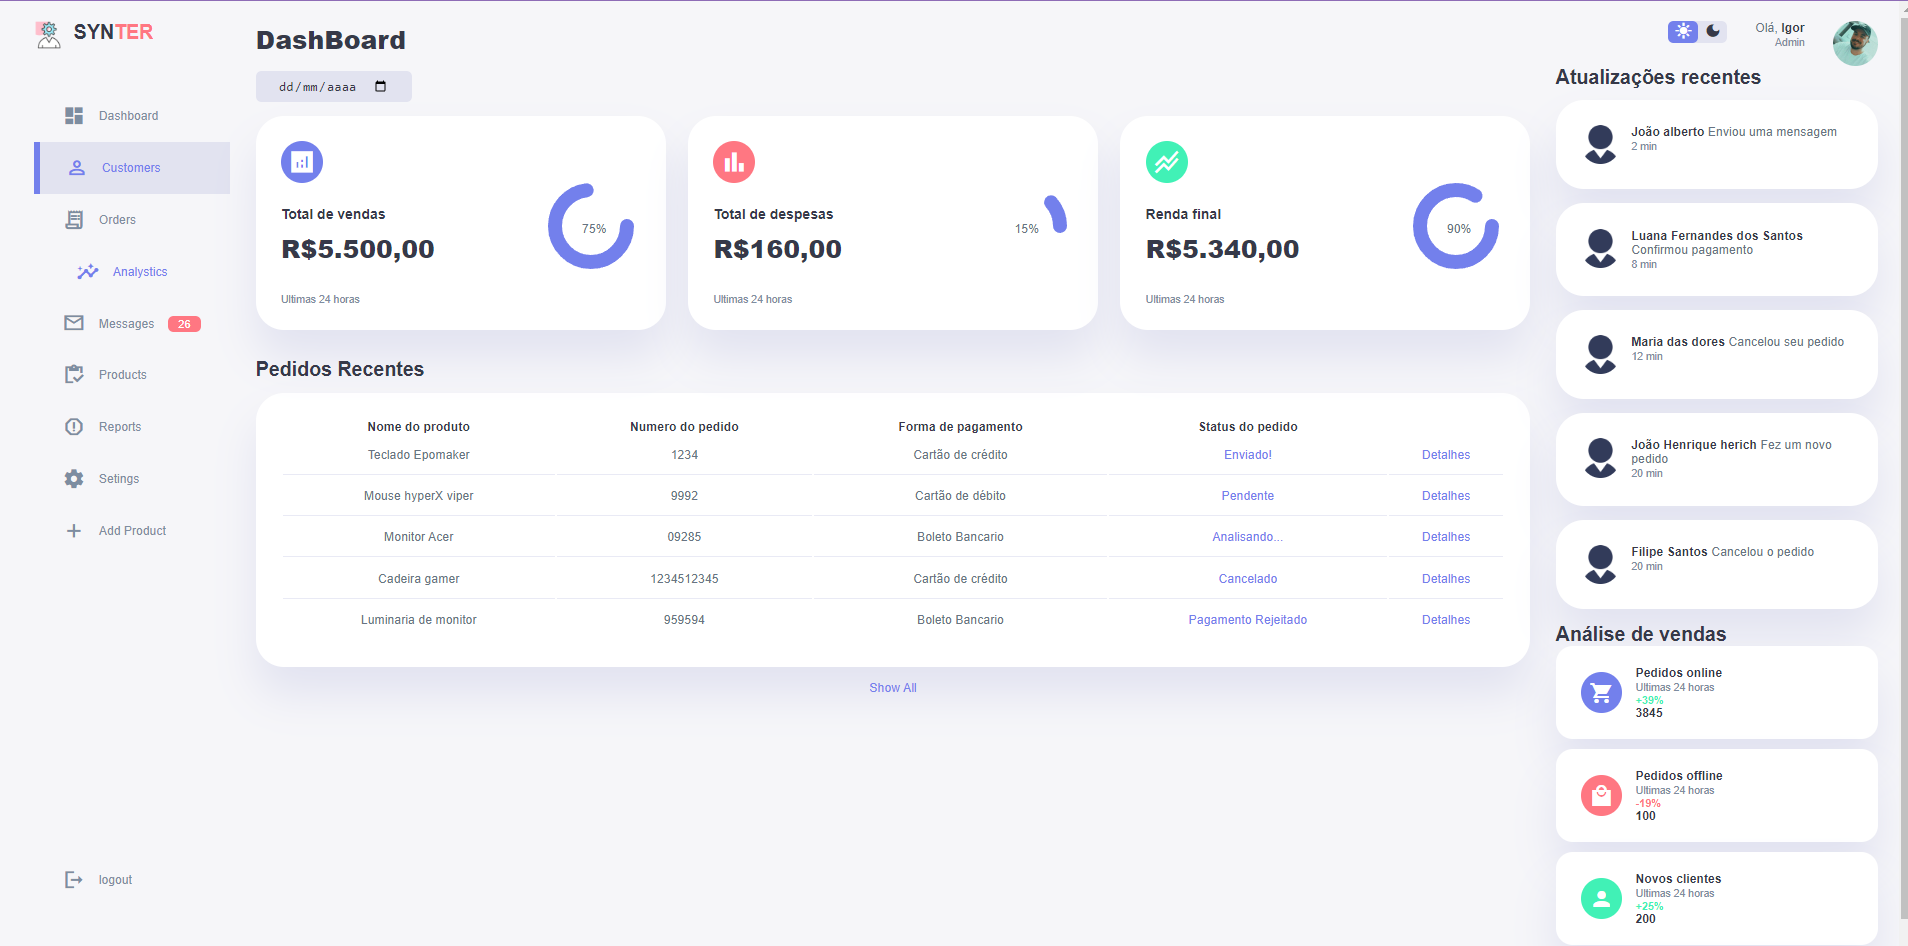 SYNTER
Dashboard
Customers
Orders
Analystics
Messages 26
Products
Reports
Setings
Add Product
logout
DashBoard
dd/mm/aaaa
Total de vendas
R$5.500,00
75%
Ultimas 24 horas
Total de despesas
R$160,00
15%
Ultimas 24 horas
Renda final
R$5.340,00
90%
Ultimas 24 horas
Pedidos Recentes
Nome do produto Numero do pedido Forma de pagamento Status do pedido
Teclado Epomaker 1234 Cartão de crédito Enviado! Detalhes
Mouse hyperX viper 9992 Cartão de débito Pendente Detalhes
Monitor Acer 09285 Boleto Bancario Analisando... Detalhes
Cadeira gamer 1234512345 Cartão de crédito Cancelado Detalhes
Luminaria de monitor 959594 Boleto Bancario Pagamento Rejeitado Detalhes
Show All
Olá, Igor
Admin
Atualizações recentes
João alberto Enviou uma mensagem
2 min
Luana Fernandes dos Santos
Confirmou pagamento
8 min
Maria das dores Cancelou seu pedido
12 min
João Henrique herich Fez um novo
pedido
20 min
Filipe Santos Cancelou o pedido
20 min
Análise de vendas
Pedidos online
Ultimas 24 horas
+39%
3845
Pedidos offline
Ultimas 24 horas
-19%
100
Novos clientes
Ultimas 24 horas
+25%
200